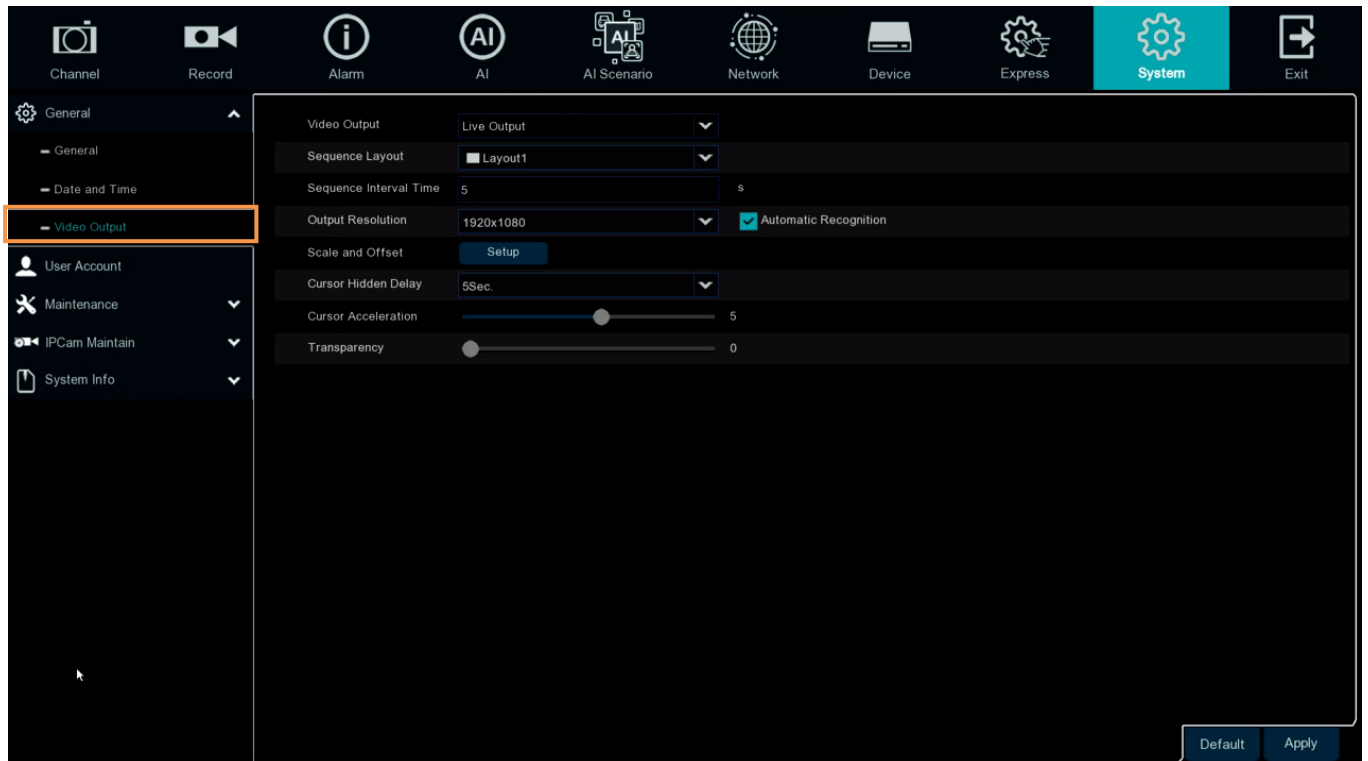 Channel Record Alarm AI AI Scenario Network Device Express System Exit
General
General
Date and Time
Video Output
User Account
Maintenance
IPCam Maintain
System Info
Video Output Live Output
Sequence Layout Layout1
Sequence Interval Time 5 s
Output Resolution 1920x1080 Automatic Recognition
Scale and Offset Setup
Cursor Hidden Delay 5Sec.
Cursor Acceleration 5
Transparency 0
Default Apply